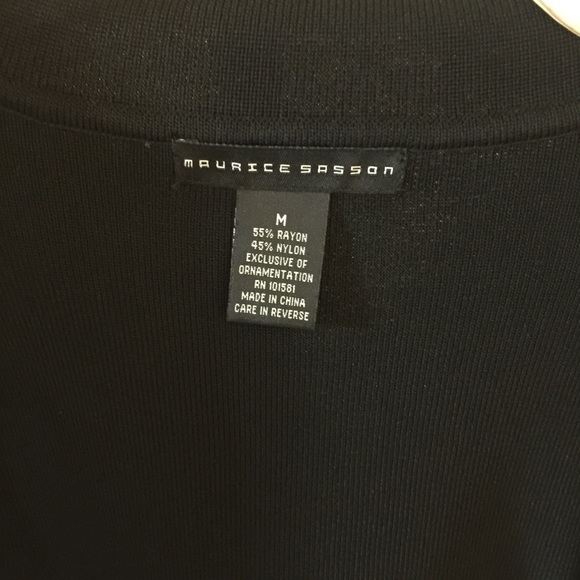 MAURICE SASSON
M
55% RAYON
45% NYLON
EXCLUSIVE OF
ORNAMENTATION
RN 101581
MADE IN CHINA
CARE IN REVERSE